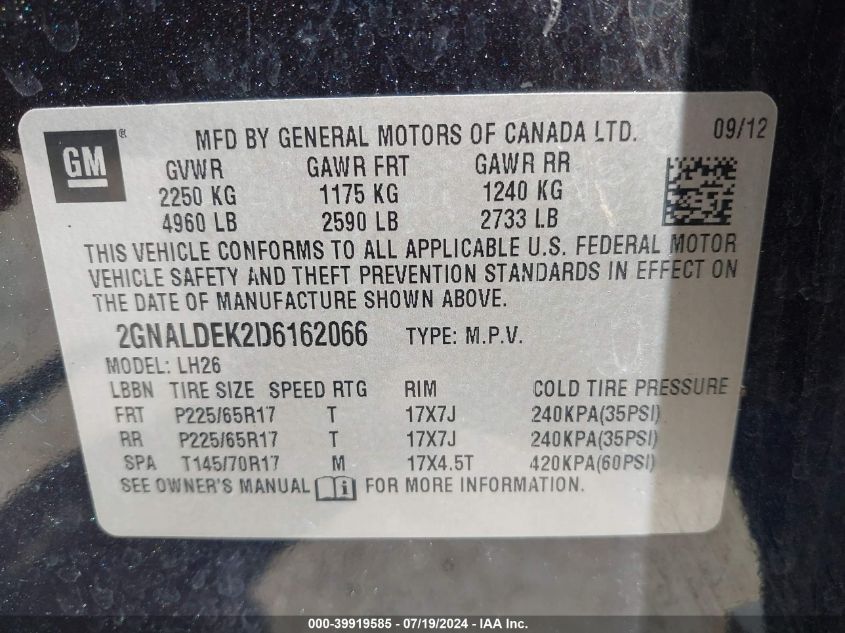 GM ® MFD BY GENERAL MOTORS OF CANADA LTD. 09/12
GVWR GAWR FRT GAWR RR
2250 KG 1175 KG 1240 KG
4960 LB 2590 LB 2733 LB
THIS VEHICLE CONFORMS TO ALL APPLICABLE U.S. FEDERAL MOTOR
VEHICLE SAFETY AND THEFT PREVENTION STANDARDS IN EFFECT ON
THE DATE OF MANUFACTURE SHOWN ABOVE.
2GNALDEK2D6162066 TYPE: M.P.V.
MODEL: LH26
LBBN TIRE SIZE SPEED RTG RIM COLD TIRE PRESSURE
FRT P225/65R17 T 17X7J 240KPA(35PSI)
RR P225/65R17 T 17X7J 240KPA(35PSI)
SPA T145/70R17 M 17X4.5T 420KPA(60PSI)
SEE OWNER'S MANUAL i FOR MORE INFORMATION.
000-39919585 - 07/19/2024 - IAA Inc.